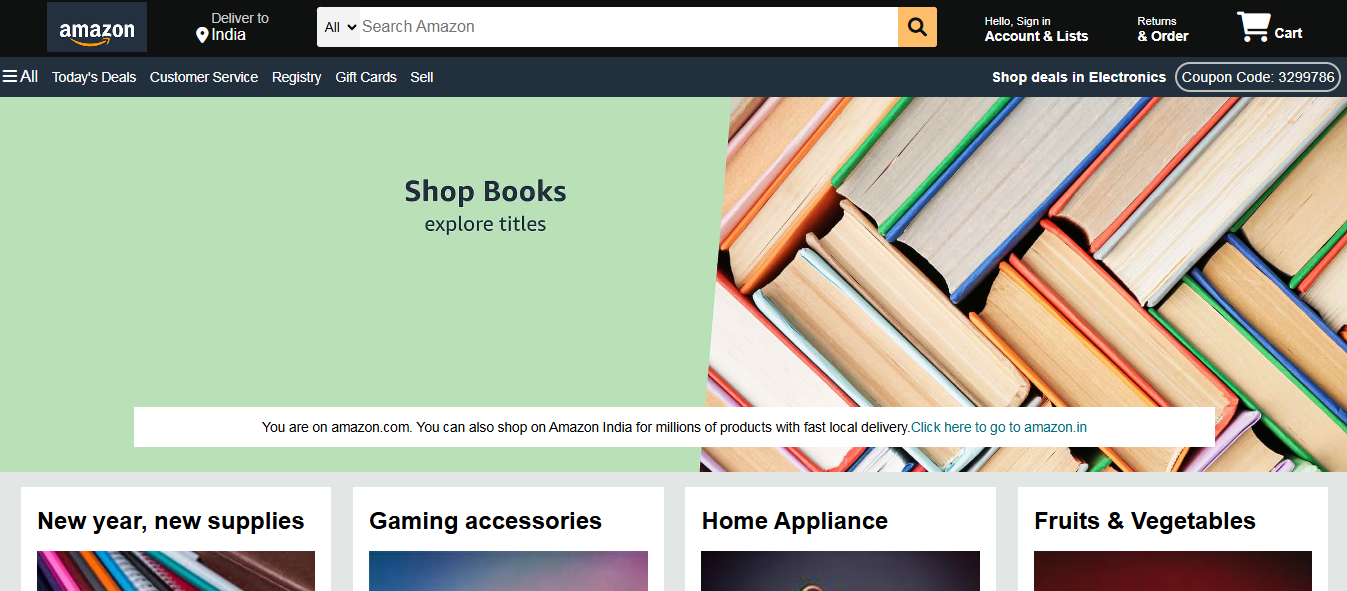 amazon
Deliver to
India
All
Search Amazon
Hello, Sign in
Account & Lists
Returns
& Order
Cart
All
Today's Deals
Customer Service
Registry
Gift Cards
Sell
Shop deals in Electronics
Coupon Code: 3299786
Shop Books
explore titles
You are on amazon.com. You can also shop on Amazon India for millions of products with fast local delivery.Click here to go to amazon.in
New year, new supplies
Gaming accessories
Home Appliance
Fruits & Vegetables